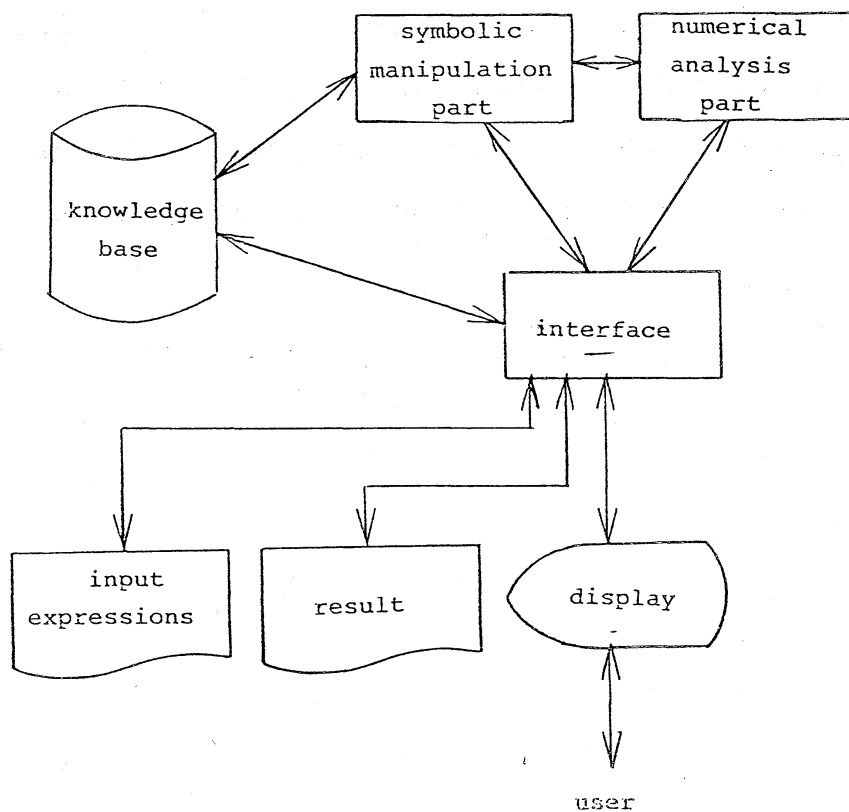 symbolic
manipulation
part
numerical
analysis
part
knowledge
base
interface
input
expressions
result
display
user